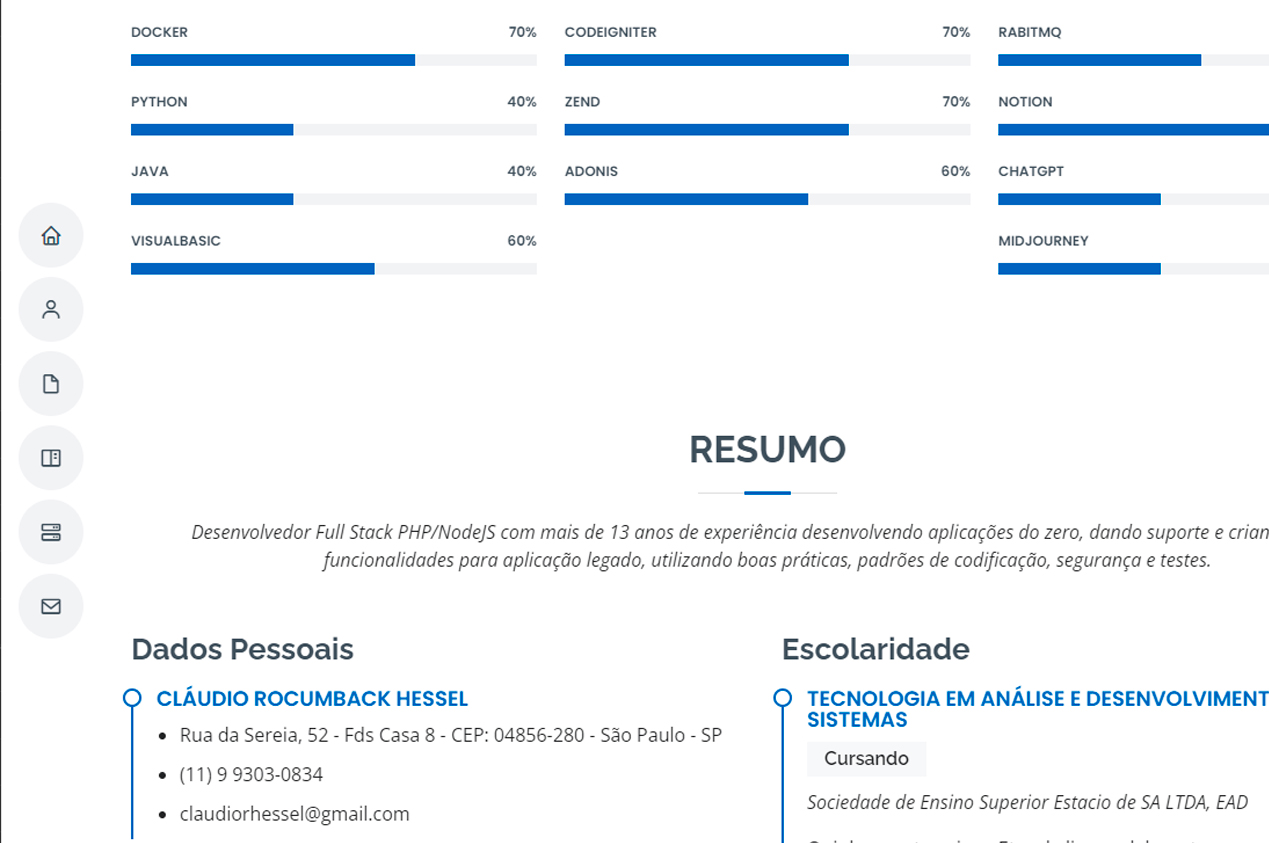 DOCKER 70% CODEIGNITER 70% RABITMQ
PYTHON 40% ZEND 70% NOTION
JAVA 40% ADONIS 60% CHATGPT
VISUALBASIC 60% MIDJOURNEY
RESUMO
Desenvolvedor Full Stack PHP/NodeJS com mais de 13 anos de experiência desenvolvendo aplicações do zero, dando suporte e crian
funcionalidades para aplicação legado, utilizando boas práticas, padrões de codificação, segurança e testes.
Dados Pessoais
CLÁUDIO ROCUMBACK HESSEL
Rua da Sereia, 52 - Fds Casa 8 - CEP: 04856-280 - São Paulo - SP
(11) 9 9303-0834
claudiorhessel@gmail.com
Escolaridade
TECNOLOGIA EM ANÁLISE E DESENVOLVIMENT
SISTEMAS
Cursando
Sociedade de Ensino Superior Estacio de SA LTDA, EAD